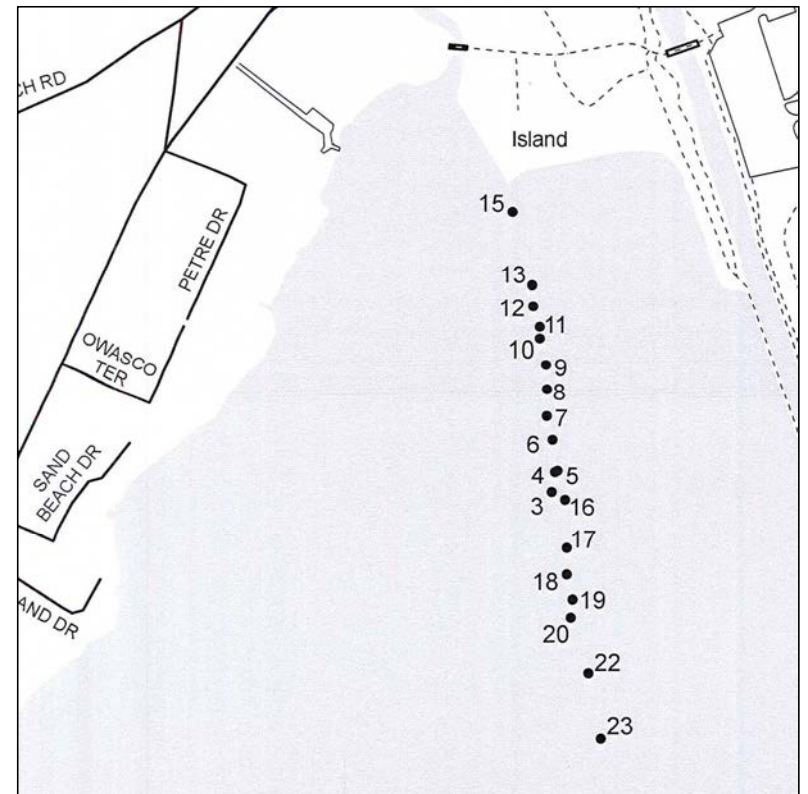 CH RD
Island
PETRE DR
OWASCO
TER
SAND
BEACH DR
AND DR
15
13
12
11
10
9
8
7
6
4
5
3
16
17
18
19
20
22
23